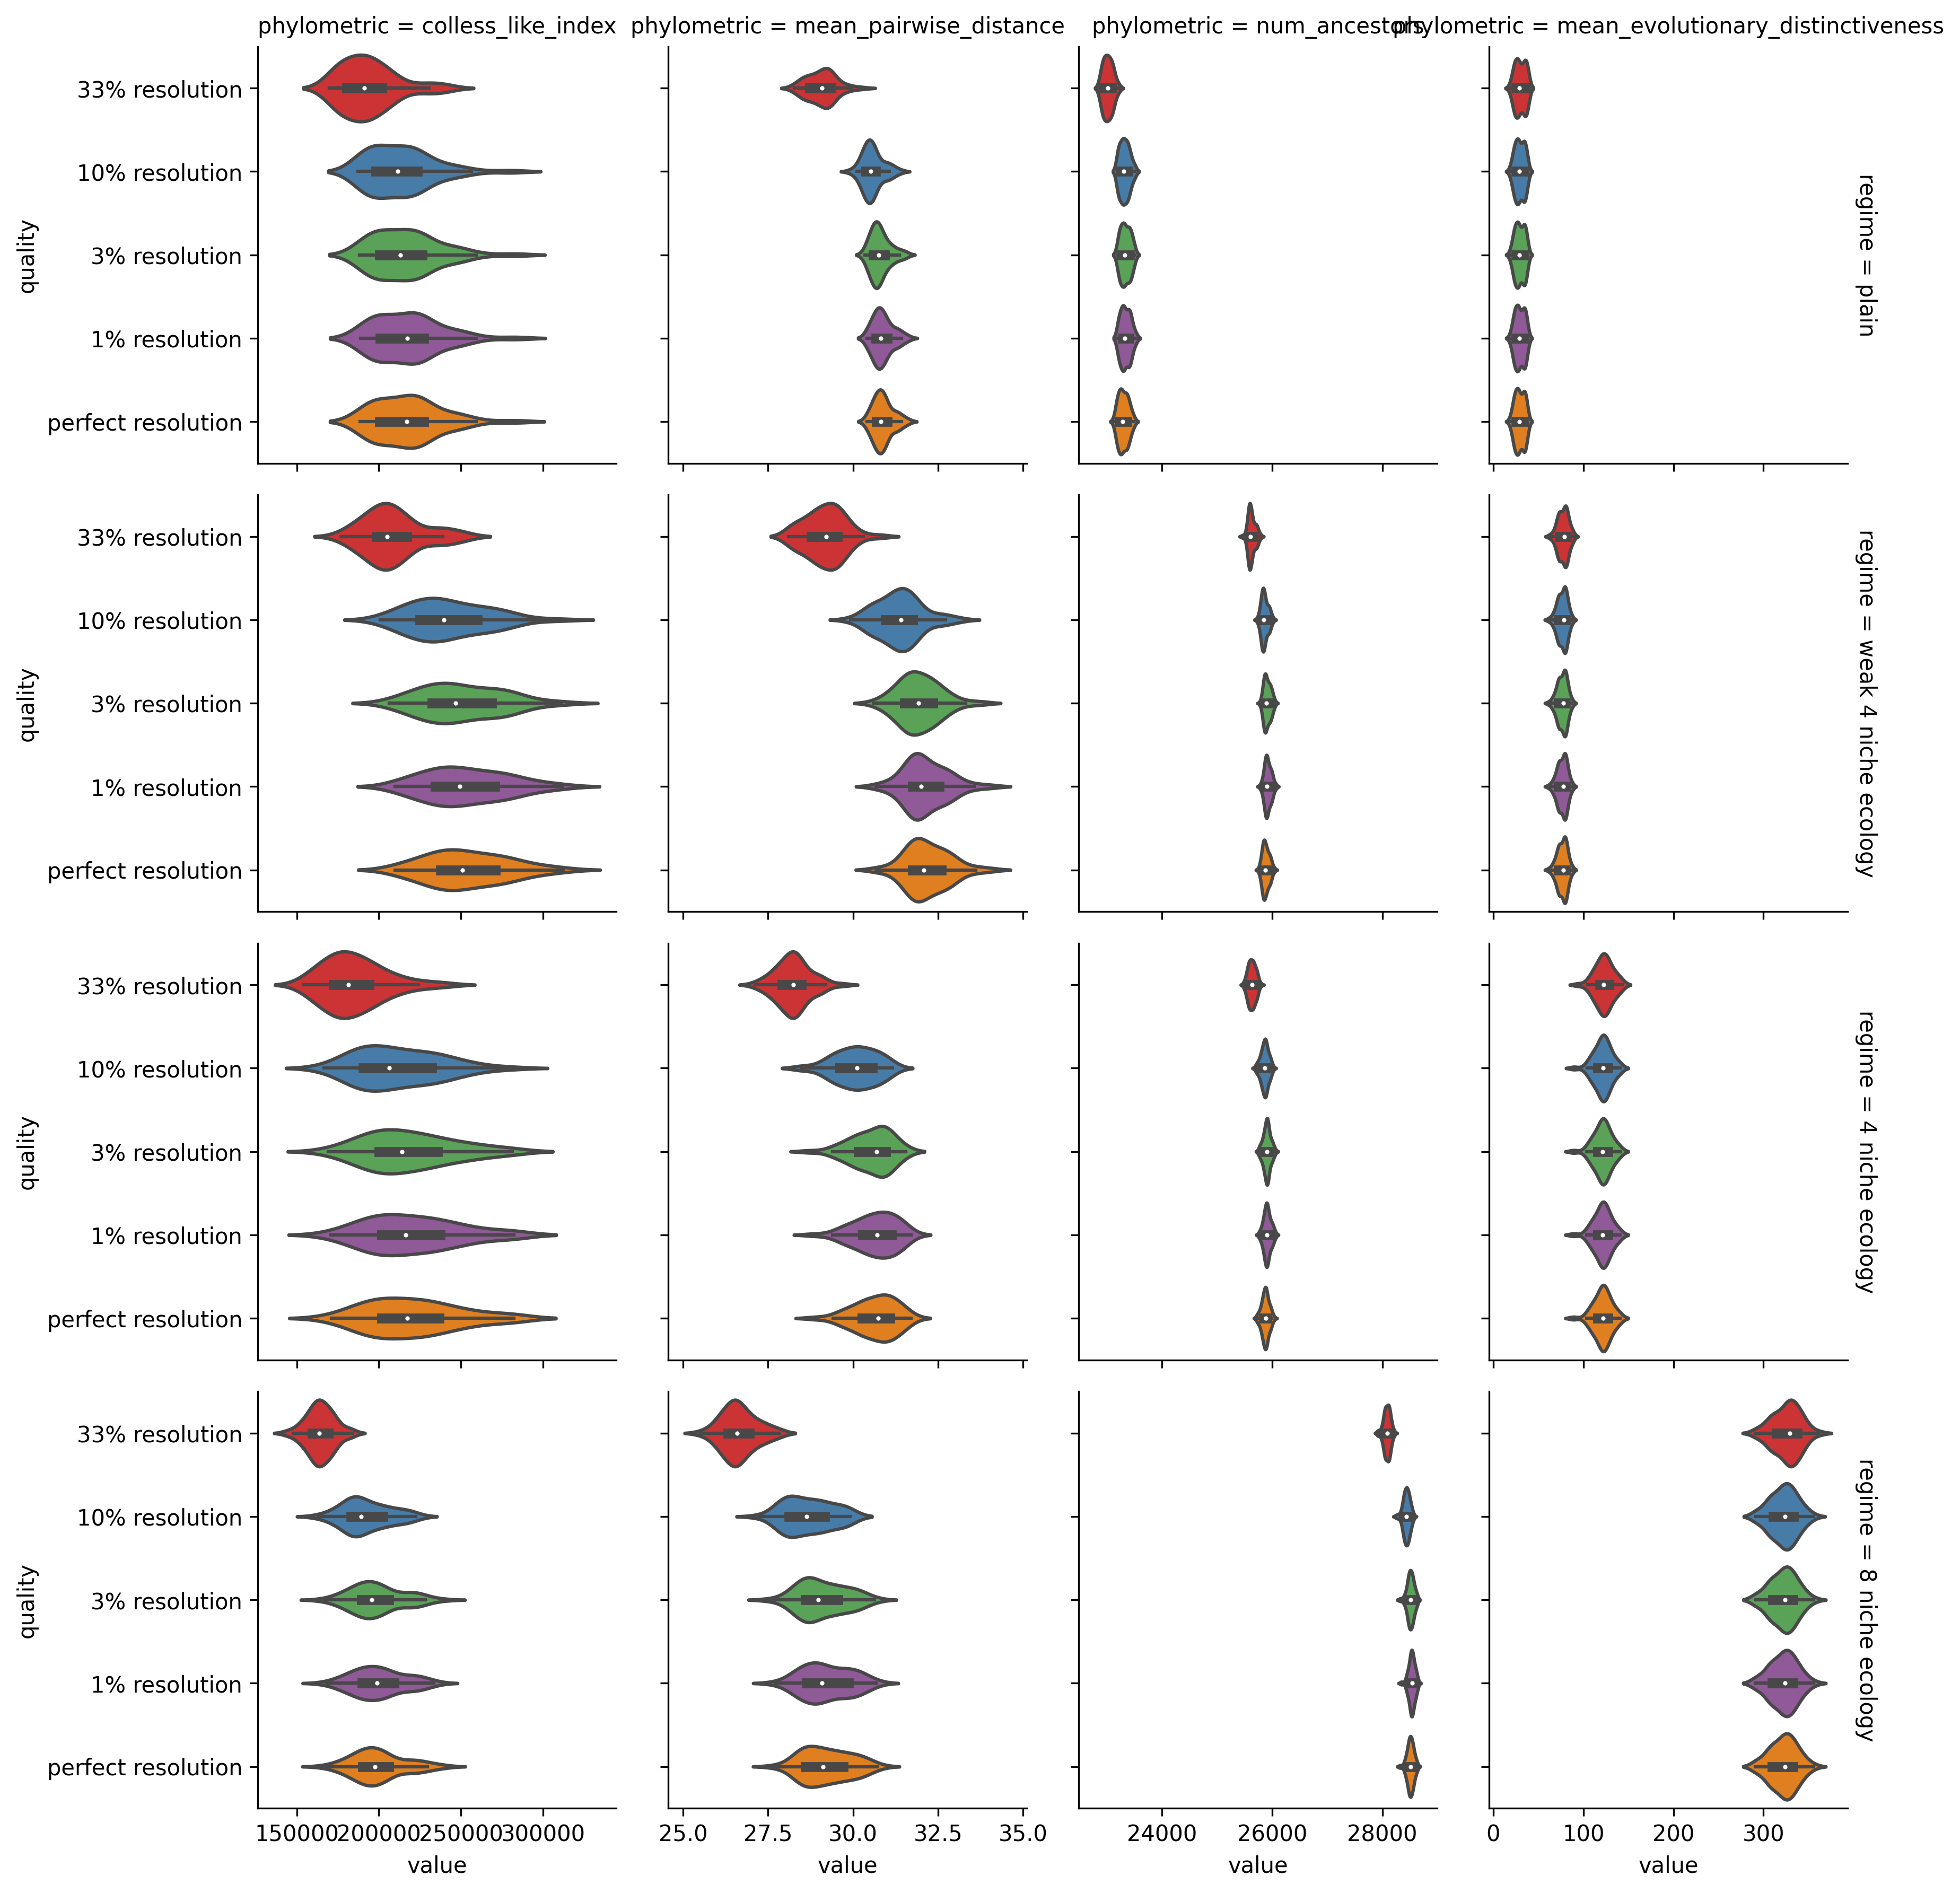 phylometric = colless_like_index
phylometric = mean_pairwise_distance
phylometric = num_ancestors
phylometric = mean_evolutionary_distinctiveness
33% resolution
10% resolution
3% resolution
1% resolution
perfect resolution
quality
regime = plain
33% resolution
10% resolution
3% resolution
1% resolution
perfect resolution
quality
regime = weak 4 niche ecology
33% resolution
10% resolution
3% resolution
1% resolution
perfect resolution
quality
regime = 4 niche ecology
33% resolution
10% resolution
3% resolution
1% resolution
perfect resolution
quality
regime = 8 niche ecology
150000 200000 250000 300000
25.0 27.5 30.0 32.5 35.0
24000 26000 28000
0 100 200 300
value
value
value
value